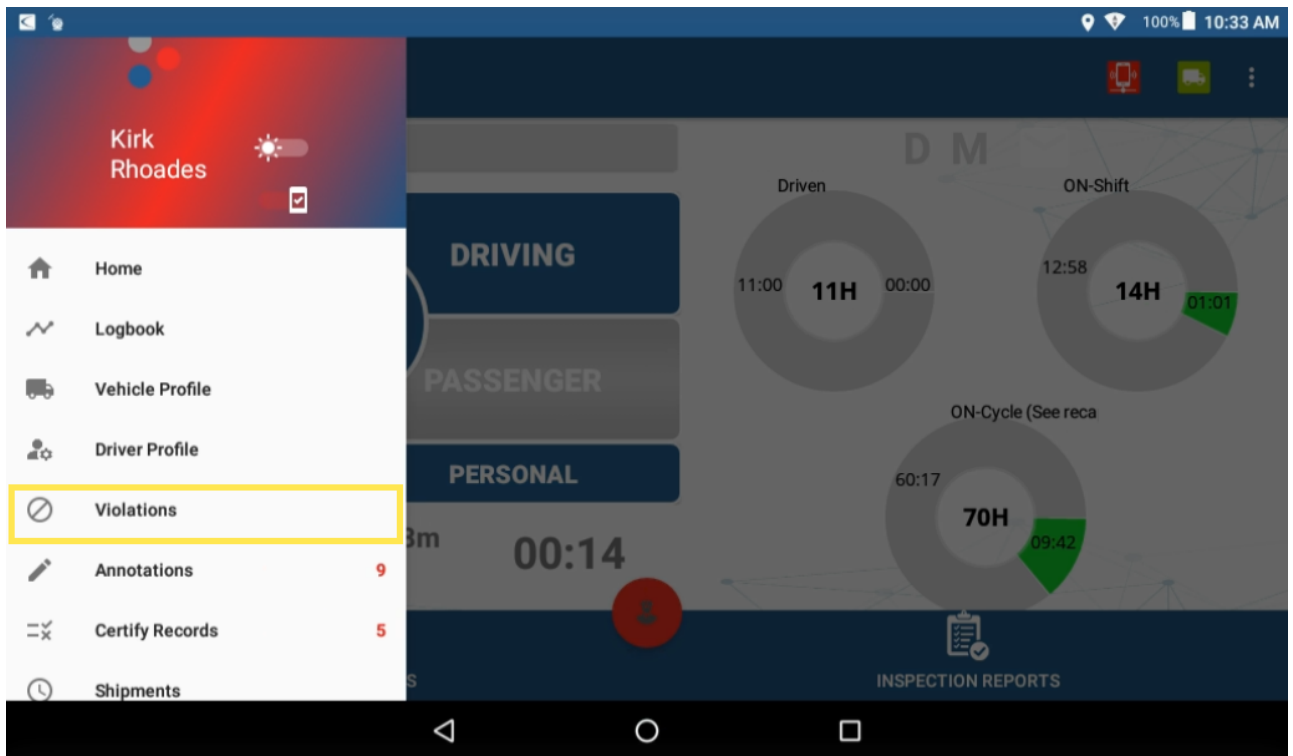 100% 10:33 AM
Kirk
Rhoades
Home
Logbook
Vehicle Profile
Driver Profile
Violations
Annotations 9
Certify Records 5
Shipments
DRIVING
PASSENGER
PERSONAL
3m 00:14
D M
Driven
11:00 11H 00:00
ON-Shift
12:58 14H 01:01
ON-Cycle (See reca
60:17 70H 09:42
S
INSPECTION REPORTS